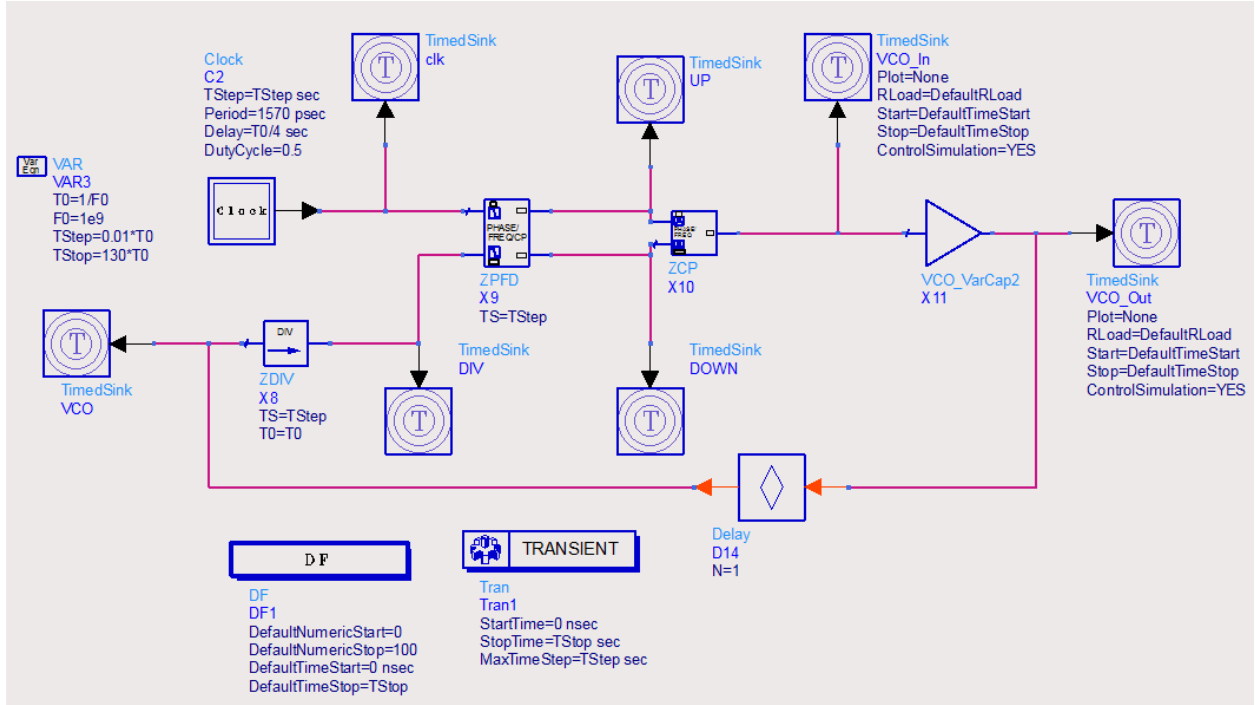 TimedSink
clk
Clock
C2
TStep=TStep sec
Period=1570 psec
Delay=T0/4 sec
DutyCycle=0.5
T
TimedSink
UP
T
TimedSink
VCO_In
Plot=None
RLoad=DefaultRLoad
Start=DefaultTimeStart
Stop=DefaultTimeStop
ControlSimulation=YES
T
Var
Eqn
VAR
VAR3
T0=1/F0
F0=1e9
TStep=0.01*T0
TStop=130*T0
Clock
PHASE/
FREQ/CP
ZPFD
X9
TS=TStep
PHASE/
FREQ
ZCP
X10
VCO_VarCap2
X11
T
TimedSink
VCO_Out
Plot=None
RLoad=DefaultRLoad
Start=DefaultTimeStart
Stop=DefaultTimeStop
ControlSimulation=YES
T
TimedSink
VCO
DIV
ZDIV
X8
TS=TStep
T0=T0
TimedSink
DIV
T
TimedSink
DOWN
T
Delay
D14
N=1
DF
DF
DF1
DefaultNumericStart=0
DefaultNumericStop=100
DefaultTimeStart=0 nsec
DefaultTimeStop=TStop
TRANSIENT
Tran
Tran1
StartTime=0 nsec
StopTime=TStop sec
MaxTimeStep=TStep sec